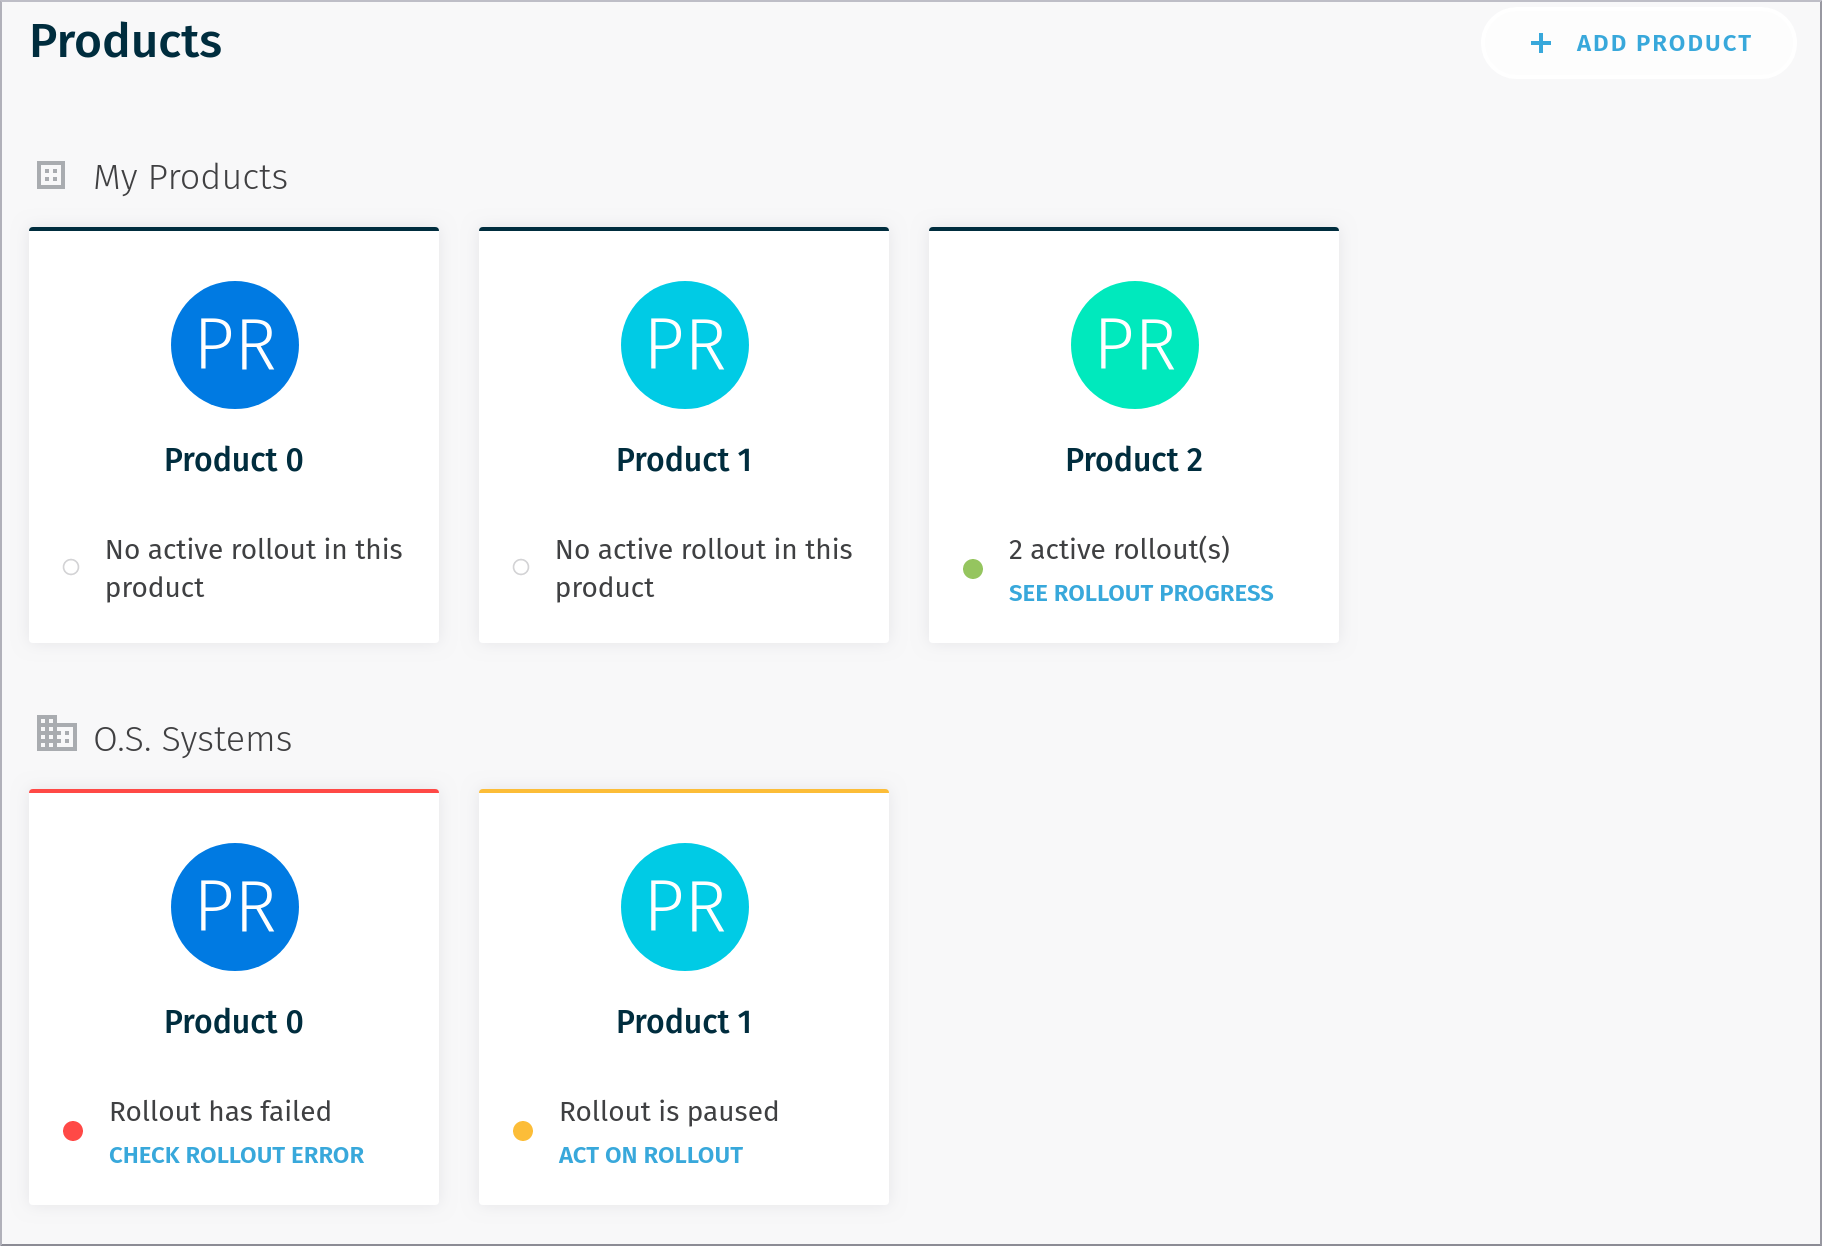 Products
+ ADD PRODUCT
My Products
PR
Product 0
No active rollout in this
product
PR
Product 1
No active rollout in this
product
PR
Product 2
2 active rollout(s)
SEE ROLLOUT PROGRESS
O.S. Systems
PR
Product 0
Rollout has failed
CHECK ROLLOUT ERROR
PR
Product 1
Rollout is paused
ACT ON ROLLOUT